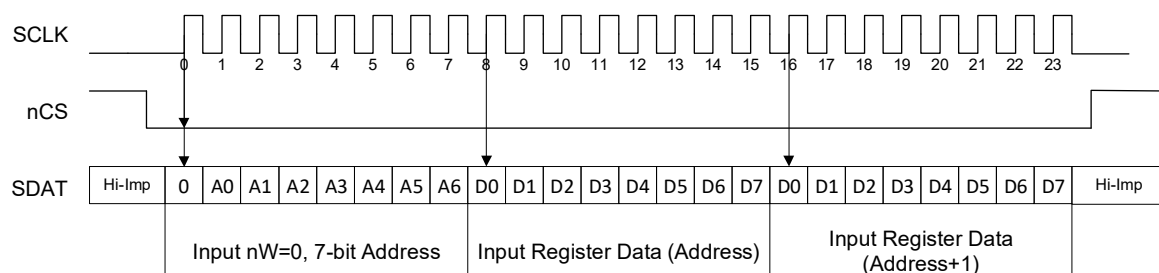 SCLK
0 1 2 3 4 5 6 7 8 9 10 11 12 13 14 15 16 17 18 19 20 21 22 23
nCS
SDAT Hi-Imp 0 A0 A1 A2 A3 A4 A5 A6 D0 D1 D2 D3 D4 D5 D6 D7 D0 D1 D2 D3 D4 D5 D6 D7 Hi-Imp
Input nW=0, 7-bit Address Input Register Data (Address) Input Register Data
(Address+1)